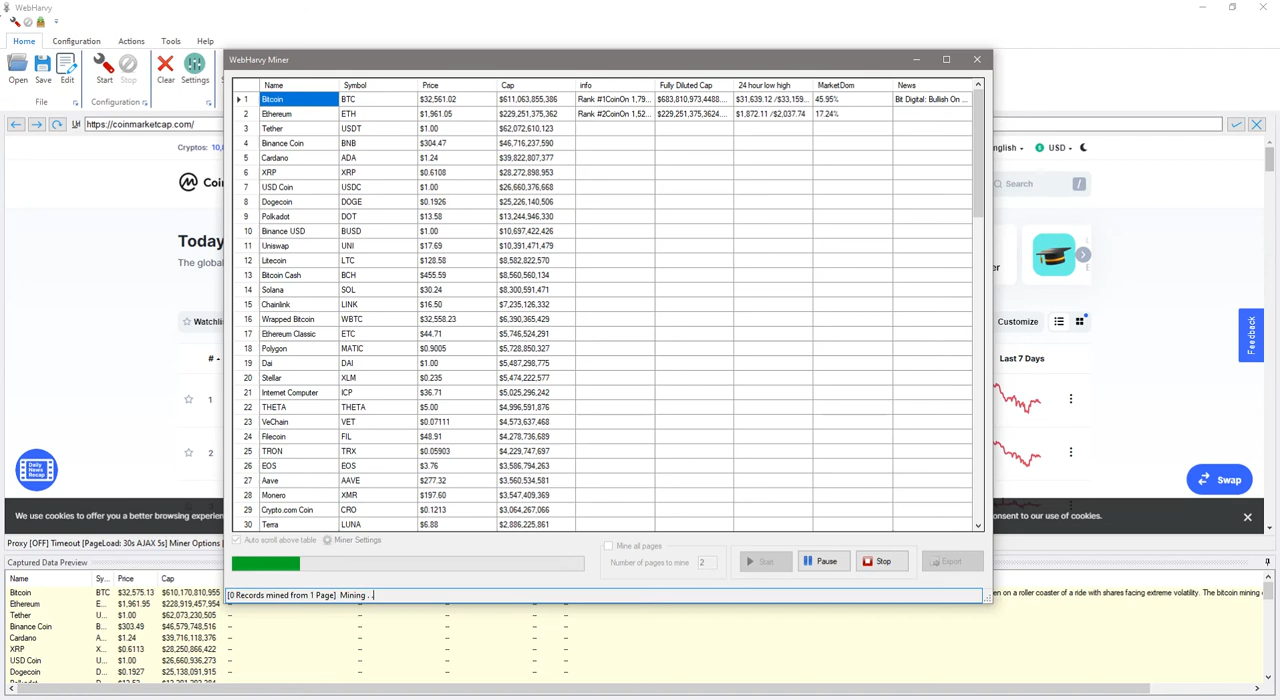 WebHarvy
Home Configuration Actions Tools Help
Open Save Edit Start Stop Clear Settings
File Configuration
Url https://coinmarketcap.com/
Cryptos: 10,
nglish USD
Coi
Search /
Today
The global
er
Watchli
Customize
# Last 7 Days
1
2
Feedback
Daily News Recap
Swap
We use cookies to offer you a better browsing experien
onsent to our use of cookies.
Proxy [OFF] Timeout [PageLoad: 30s AJAX 5s] Miner Options [
WebHarvy Miner
Name Symbol Price Cap info Fully Diluted Cap 24 hour low high MarketDom News
1 Bitcoin BTC $32,561.02 $611,063,855,386 Rank #1CoinOn 1,79... $683,810,973,4488.... $31,639.12 /$33,159... 45.95% Bit Digital: Bullish On ...
2 Ethereum ETH $1,961.05 $229,251,375,362 Rank #2CoinOn 1,52... $229,251,375,3624.... $1,872.11 /$2,037.74 17.24%
3 Tether USDT $1.00 $62,072,610,123
4 Binance Coin BNB $304.47 $46,716,237,590
5 Cardano ADA $1.24 $39,822,807,377
6 XRP XRP $0.6108 $28,272,898,953
7 USD Coin USDC $1.00 $26,660,376,668
8 Dogecoin DOGE $0.1926 $25,226,140,506
9 Polkadot DOT $13.58 $13,244,946,330
10 Binance USD BUSD $1.00 $10,697,422,426
11 Uniswap UNI $17.69 $10,391,471,479
12 Litecoin LTC $128.58 $8,582,822,570
13 Bitcoin Cash BCH $455.59 $8,560,560,134
14 Solana SOL $30.24 $8,300,591,471
15 Chainlink LINK $16.50 $7,235,126,332
16 Wrapped Bitcoin WBTC $32,558.23 $6,390,365,429
17 Ethereum Classic ETC $44.71 $5,746,524,291
18 Polygon MATIC $0.9005 $5,728,850,327
19 Dai DAI $1.00 $5,487,298,775
20 Stellar XLM $0.235 $5,474,222,577
21 Internet Computer ICP $36.71 $5,025,296,242
22 THETA THETA $5.00 $4,996,591,876
23 VeChain VET $0.07111 $4,573,637,468
24 Filecoin FIL $48.91 $4,278,736,689
25 TRON TRX $0.05903 $4,229,747,697
26 EOS EOS $3.76 $3,586,794,263
27 Aave AAVE $277.32 $3,560,534,581
28 Monero XMR $197.60 $3,547,409,369
29 Crypto.com Coin CRO $0.1213 $3,064,267,066
30 Terra LUNA $6.88 $2,886,225,861
Auto scroll above table Miner Settings
Mine all pages
Number of pages to mine 2
Start Pause Stop Export
[0 Records mined from 1 Page] Mining . .
Captured Data Preview
Name Sy... Price Cap
Bitcoin BTC $32,575.13 $610,170,810,955 en on a roller coaster of a ride with shares facing extreme volatility. The bitcoin mining
Ethereum E... $1,961.95 $228,919,457,954 -- -- -- --
Tether U... $1.00 $62,073,230,505 -- -- -- --
Binance Coin B... $303.49 $46,579,748,516 -- -- -- --
Cardano A... $1.24 $39,716,118,376 -- -- -- --
XRP X... $0.6113 $28,250,866,422 -- -- -- --
USD Coin U... $1.00 $26,660,936,273 -- -- -- --
Dogecoin D... $0.1927 $25,138,091,915 -- -- -- --